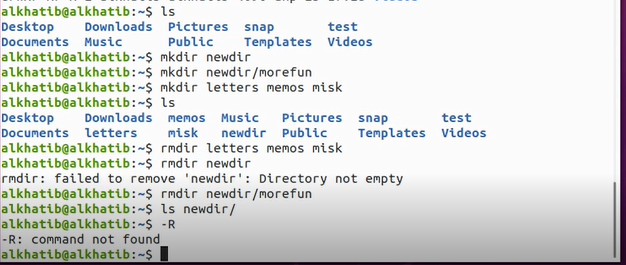 ls
Desktop Downloads Pictures snap test
Documents Music Public Templates Videos
alkhatib@alkhatib:~$ mkdir newdir
alkhatib@alkhatib:~$ mkdir newdir/morefun
alkhatib@alkhatib:~$ mkdir letters memos misk
alkhatib@alkhatib:~$ ls
Desktop Downloads memos Music Pictures snap test
Documents letters misk newdir Public Templates Videos
alkhatib@alkhatib:~$ rmdir letters memos misk
alkhatib@alkhatib:~$ rmdir newdir
rmdir: failed to remove 'newdir': Directory not empty
alkhatib@alkhatib:~$ rmdir newdir/morefun
alkhatib@alkhatib:~$ ls newdir/
alkhatib@alkhatib:~$ -R
-R: command not found
alkhatib@alkhatib:~$